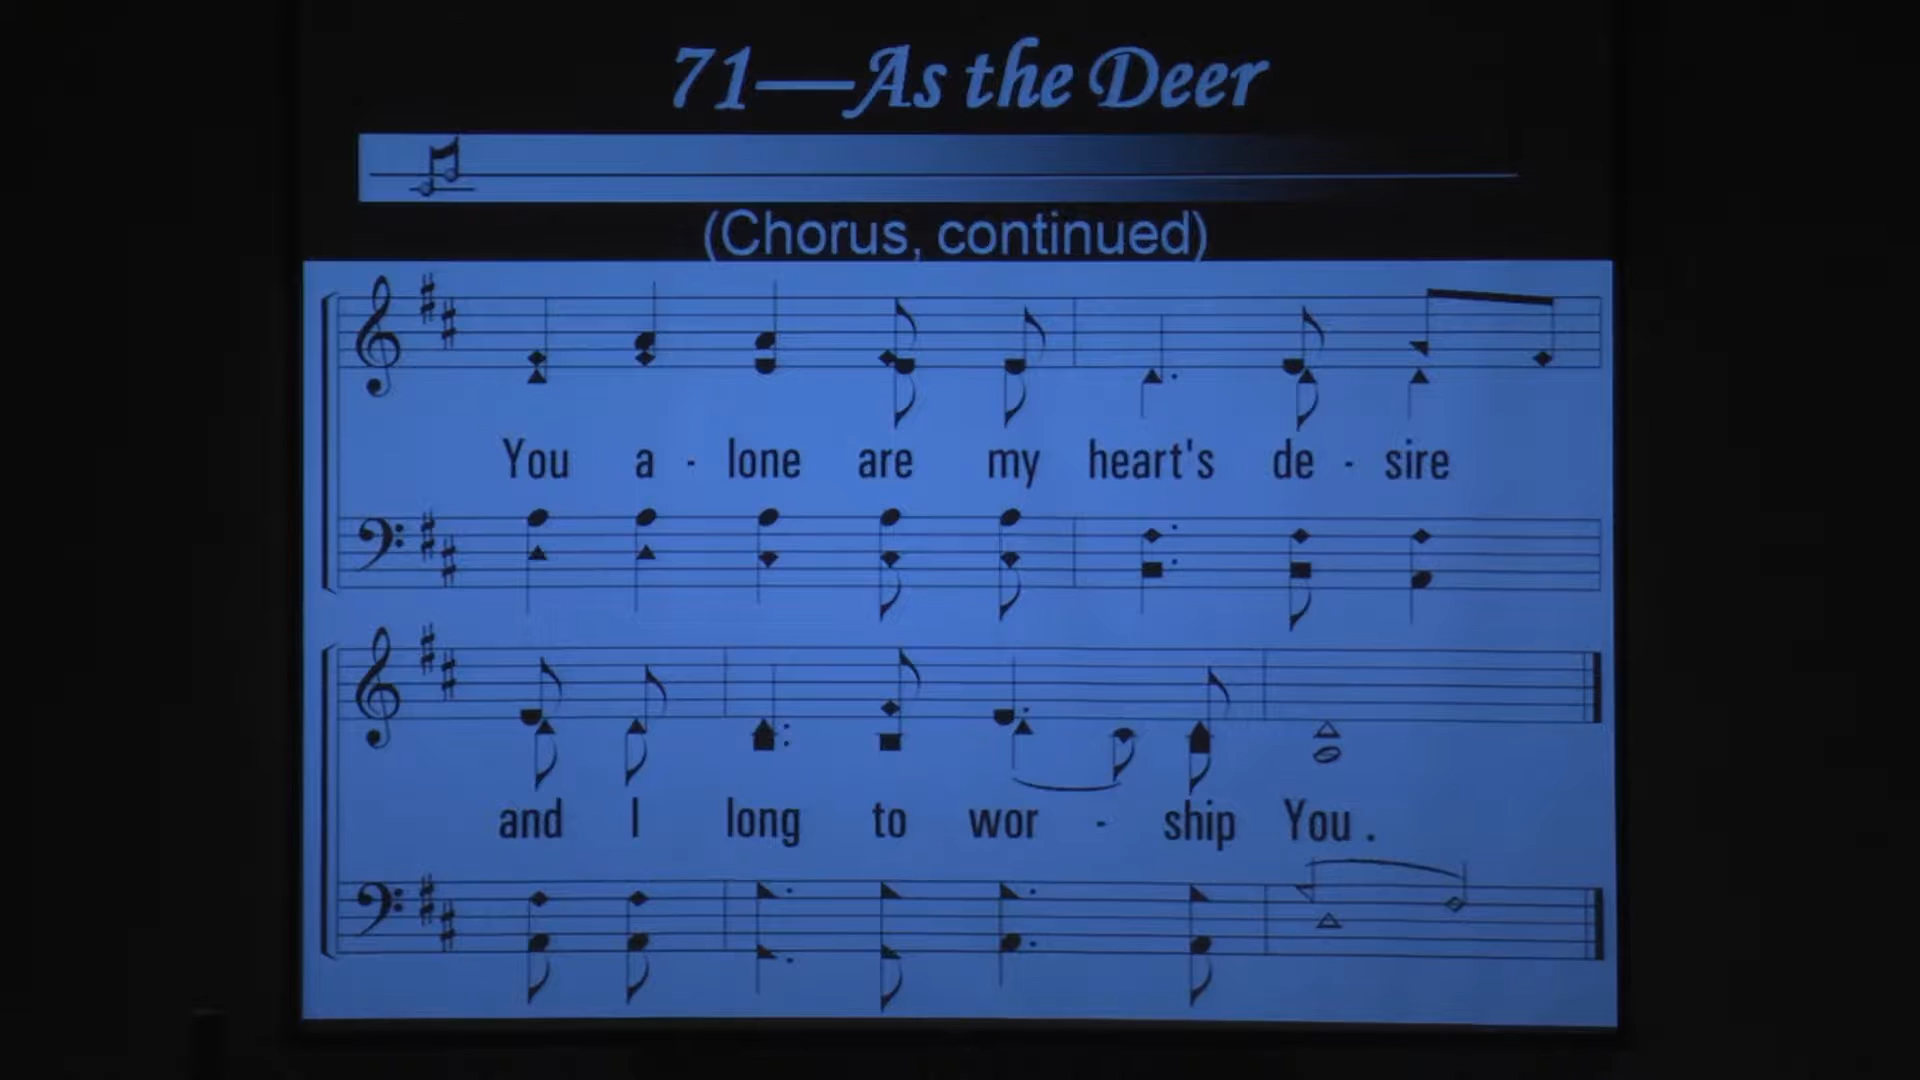 71—As the Deer
(Chorus, continued)
You a - lone are my heart's de - sire
and I long to wor - ship You .